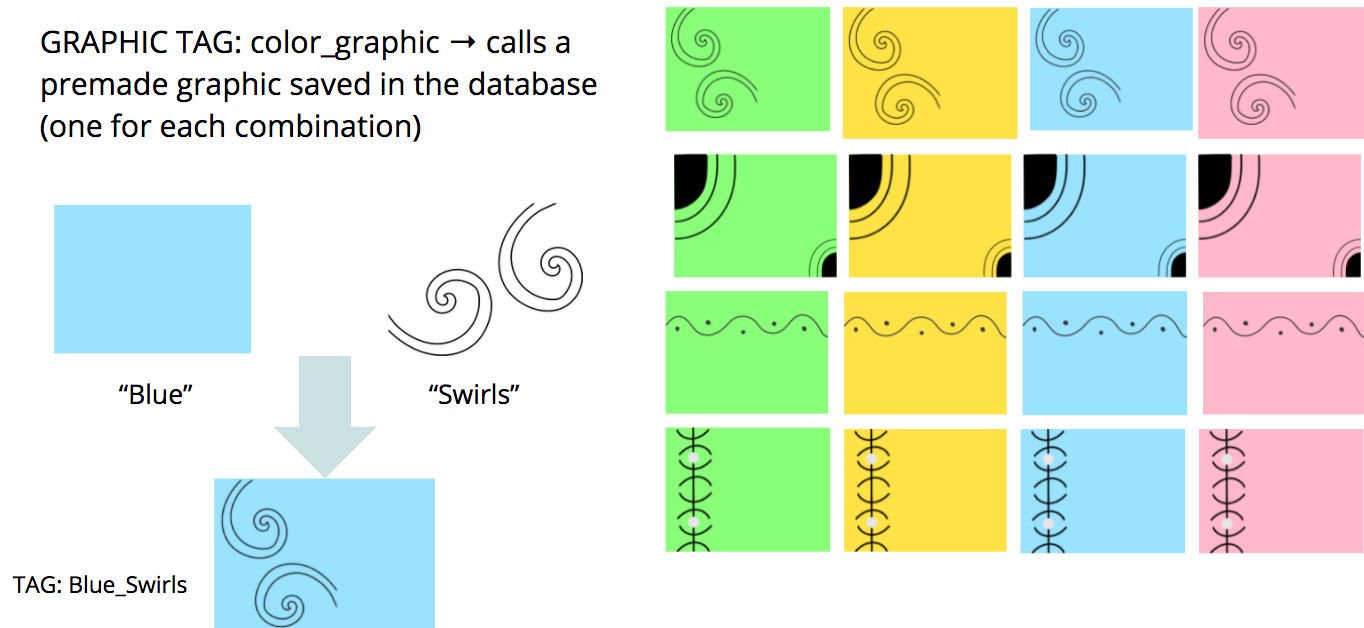 GRAPHIC TAG: color_graphic → calls a
premade graphic saved in the database
(one for each combination)
“Blue”
“Swirls”
TAG: Blue_Swirls